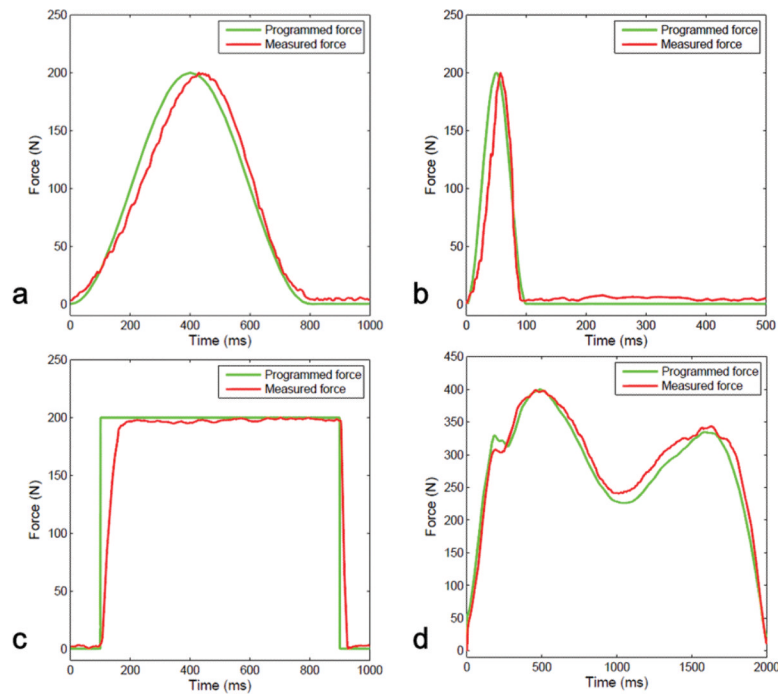 250
200
150
100
50
0
Force (N)
Programmed force
Measured force
0 200 400 600 800 1000
Time (ms)
a
250
200
150
100
50
0
Force (N)
Programmed force
Measured force
0 100 200 300 400 500
Time (ms)
b
250
200
150
100
50
0
Force (N)
Programmed force
Measured force
0 200 400 600 800 1000
Time (ms)
c
450
400
350
300
250
200
150
100
50
0
Force (N)
Programmed force
Measured force
0 500 1000 1500 2000
Time (ms)
d